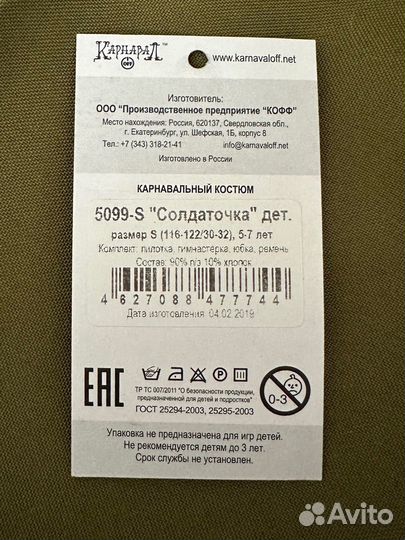 КАРНАВАЛ
OFF
www.karnavaloff.net
Изготовитель:
ООО "Производственное предприятие "КОФФ"
Место нахождения: Россия, 620137, Свердловская обл.,
г. Екатеринбург, ул. Шефская, 1Б, корпус 8
Тел.: +7 (343) 318-21-41 info@karnavaloff.net
Изготовлено в России
КАРНАВАЛЬНЫЙ КОСТЮМ
5099-S "Солдаточка" дет.
размер S (116-122/30-32), 5-7 лет
Комплект: пилотка, гимнастерка, юбка, ремень
Состав: 90% п/э 10% хлопок
4 627088 477744
Дата изготовления 04.02.2019
ЕАС
ТР ТС 007/2011 "О безопасности продукции,
предназначенной для детей и подростков"
ГОСТ 25294-2003, 25295-2003
0-3
Упаковка не предназначена для игр детей.
Не рекомендуется детям до 3 лет.
Срок службы не установлен.
Avito